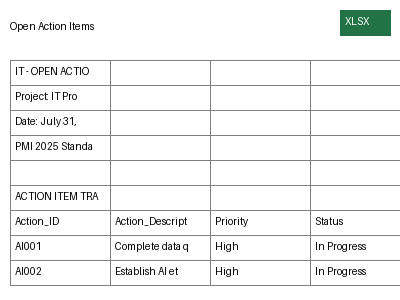 Open Action Items
XLSX
IT - OPEN ACTIO
Project: IT Pro
Date: July 31,
PMI 2025 Standa
ACTION ITEM TRA
Action_ID Action_Descript Priority Status
AI001 Complete data q High In Progress
AI002 Establish AI et High In Progress